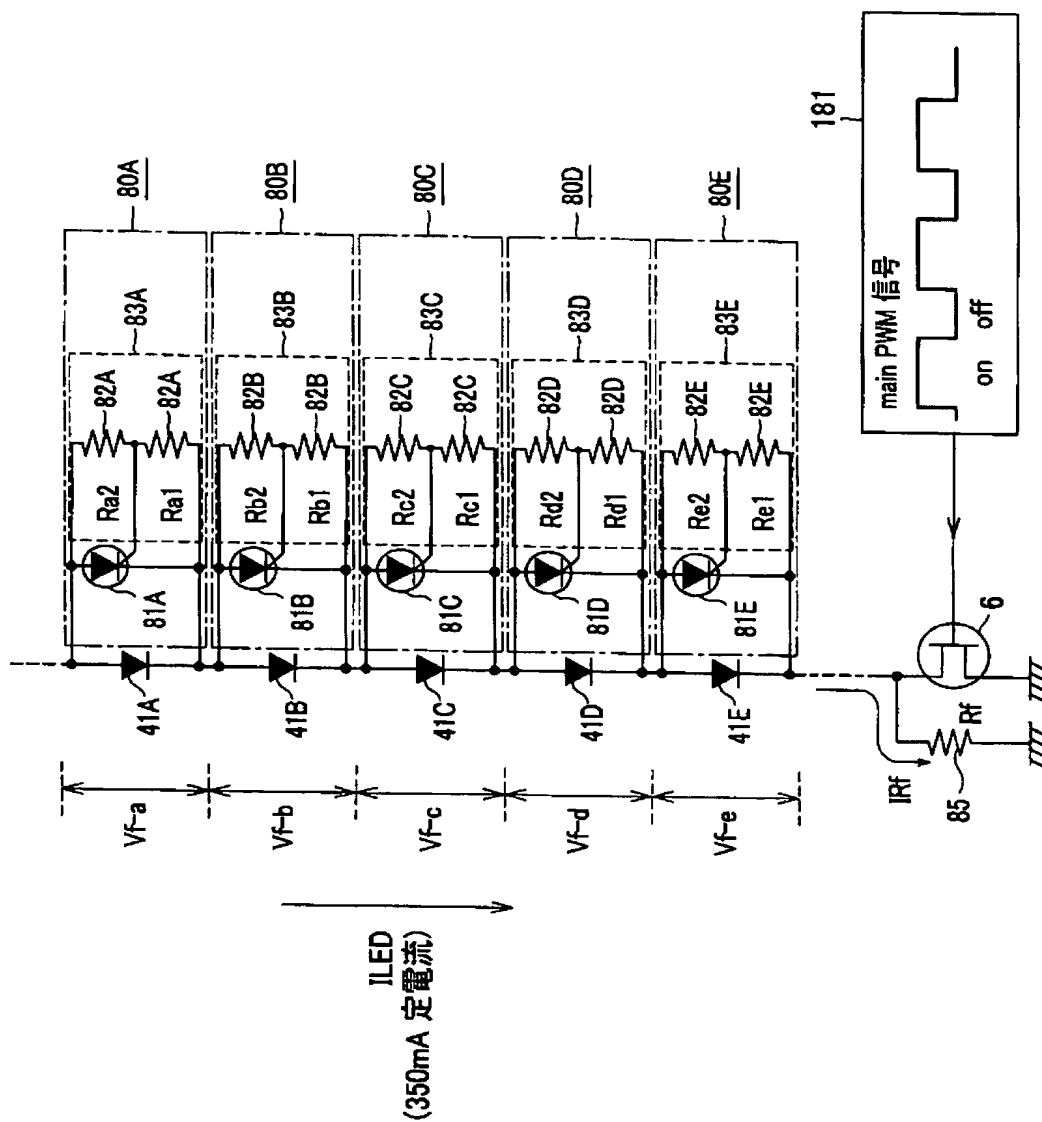 80A
83A
82A
82A
Ra2
Ra1
81A
41A
Vf-a
80B
83B
82B
82B
Rb2
Rb1
81B
41B
Vf-b
80C
83C
82C
82C
Rc2
Rc1
81C
41C
Vf-c
80D
83D
82D
82D
Rd2
Rd1
81D
41D
Vf-d
80E
83E
82E
82E
Re2
Re1
81E
41E
Vf-e
ILED
(350mA 定電流)
181
main PWM 信号
on off
6
Rf
IRf
85